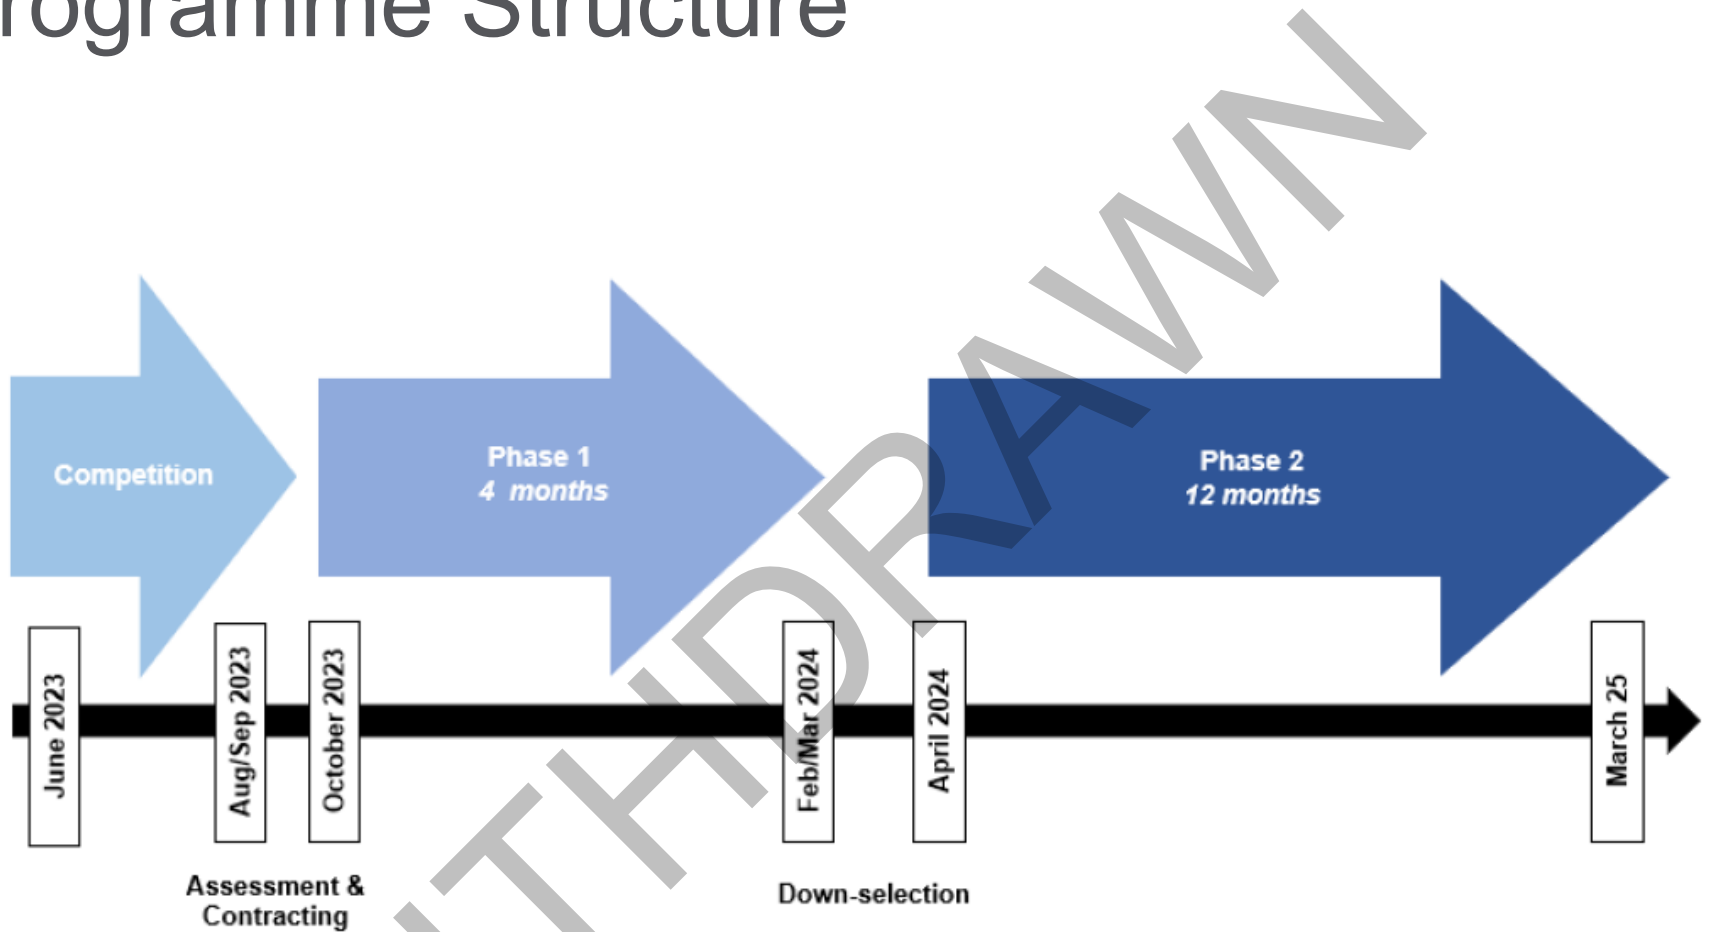 rogramme Structure
Competition
Phase 1
4 months
Phase 2
12 months
June 2023
Aug/Sep 2023
October 2023
Feb/Mar 2024
April 2024
March 25
Assessment &
Contracting
Down-selection
THDRAWN